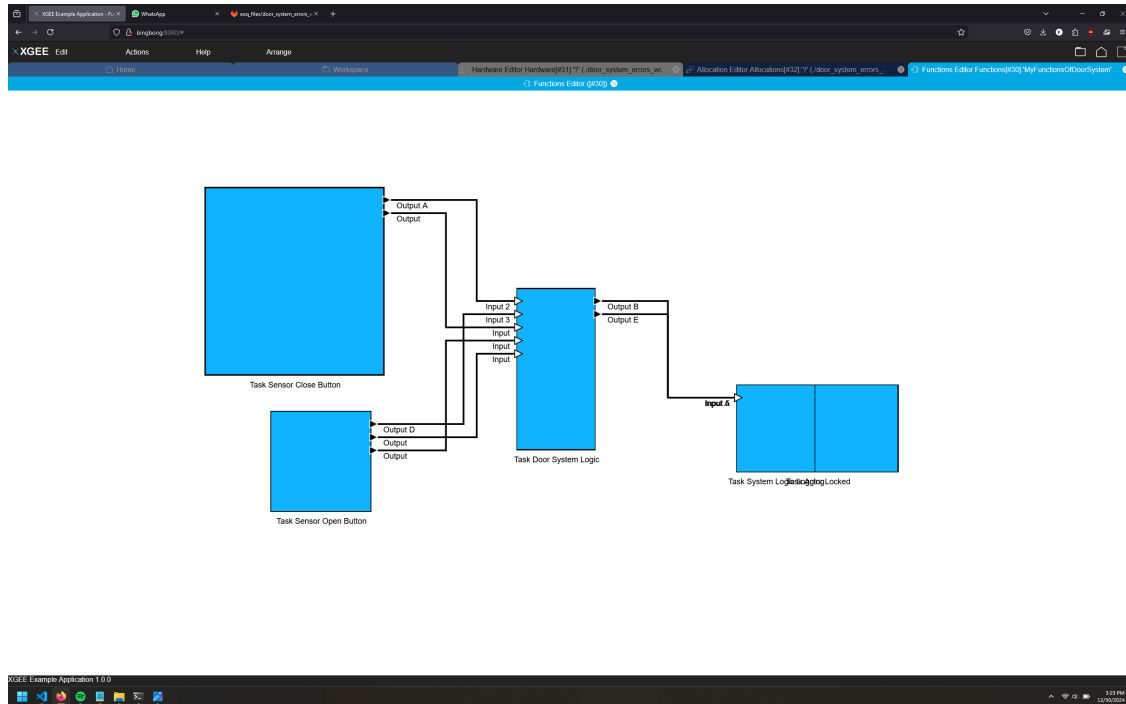 XGEE Example Application - Fu
WhatsApp
eoq_files/door_system_errors_v
bingbong:8080/#
XGEE Edit Actions Help Arrange
Home
Workspace
Hardware Editor Hardware[#31] '?' (./door_system_errors_wi...
Allocation Editor Allocations[#32] '?' (./door_system_errors_...
Functions Editor Functions[#30] 'MyFunctionsOfDoorSystem'...
Functions Editor ([#30])
Output A
Output
Task Sensor Close Button
Input 2
Input 3
Input
Input
Input
Output B
Output E
Task Door System Logic
Output D
Output
Output
Task Sensor Open Button
Input &
Task System Logic
Locked
XGEE Example Application 1.0.0
3:23 PM
12/30/2024